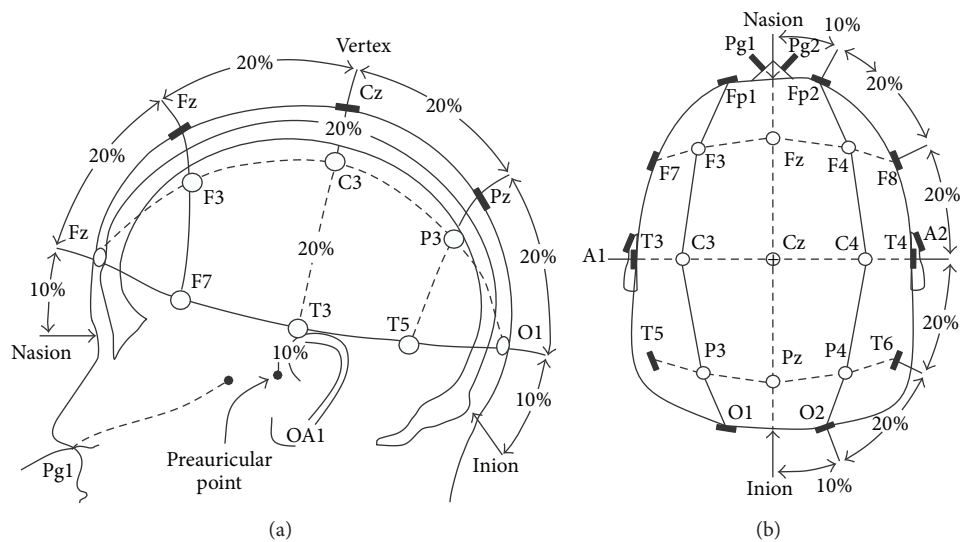 Vertex
20%
Cz
20%
Fz
20%
20%
Fz
F3
C3
Pz
P3
20%
20%
10%
F7
T3
T5
O1
Nasion
10%
10%
OA1
Pg1
Preauricular
point
Inion
(a)
Nasion
10%
Pg1
Pg2
20%
Fp1
Fp2
F7
F3
Fz
F4
F8
20%
A1
T3
C3
Cz
C4
T4
A2
20%
T5
P3
Pz
P4
T6
O1
O2
20%
Inion
10%
(b)